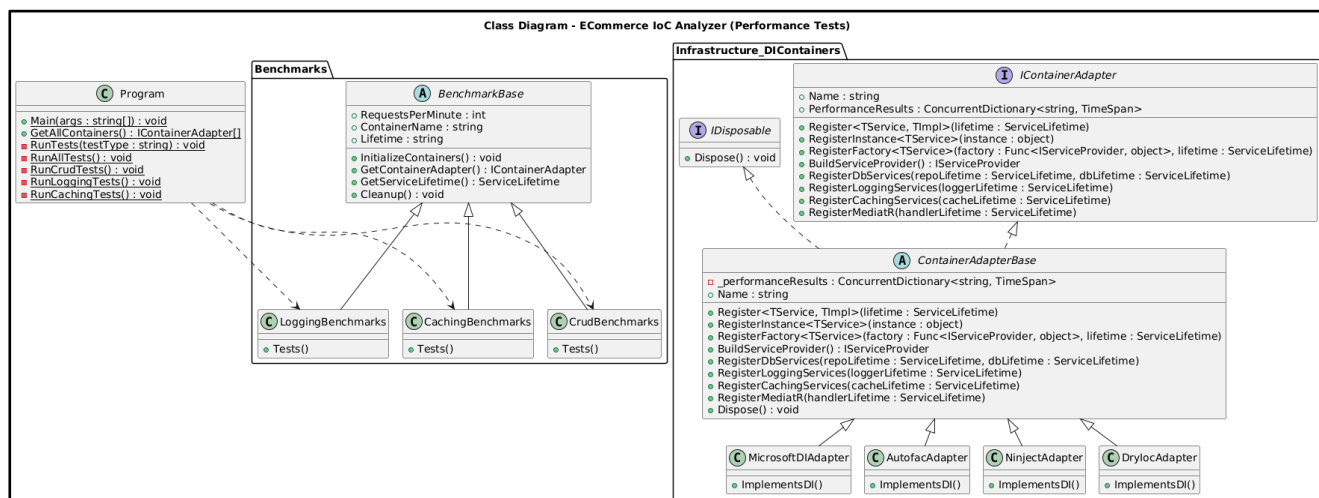 Class Diagram - ECommerce IoC Analyzer (Performance Tests)
C Program
Main(args : string[]) : void
GetAllContainers() : IContainerAdapter[]
RunTests(testType : string) : void
RunAllTests() : void
RunCrudTests() : void
RunLoggingTests() : void
RunCachingTests() : void
Benchmarks
A BenchmarkBase
RequestsPerMinute : int
ContainerName : string
Lifetime : string
InitializeContainers() : void
GetContainerAdapter() : IContainerAdapter
GetServiceLifetime() : ServiceLifetime
Cleanup() : void
C LoggingBenchmarks
Tests()
C CachingBenchmarks
Tests()
C CrudBenchmarks
Tests()
Infrastructure_DIContainers
I IDisposable
Dispose() : void
I IContainerAdapter
Name : string
PerformanceResults : ConcurrentDictionary<string, TimeSpan>
Register<TService, TImpl>(lifetime : ServiceLifetime)
RegisterInstance<TService>(instance : object)
RegisterFactory<TService>(factory : Func<IServiceProvider, object>, lifetime : ServiceLifetime)
BuildServiceProvider() : IServiceProvider
RegisterDbServices(repoLifetime : ServiceLifetime, dbLifetime : ServiceLifetime)
RegisterLoggingServices(loggerLifetime : ServiceLifetime)
RegisterCachingServices(cacheLifetime : ServiceLifetime)
RegisterMediatR(handlerLifetime : ServiceLifetime)
A ContainerAdapterBase
_performanceResults : ConcurrentDictionary<string, TimeSpan>
Name : string
Register<TService, TImpl>(lifetime : ServiceLifetime)
RegisterInstance<TService>(instance : object)
RegisterFactory<TService>(factory : Func<IServiceProvider, object>, lifetime : ServiceLifetime)
BuildServiceProvider() : IServiceProvider
RegisterDbServices(repoLifetime : ServiceLifetime, dbLifetime : ServiceLifetime)
RegisterLoggingServices(loggerLifetime : ServiceLifetime)
RegisterCachingServices(cacheLifetime : ServiceLifetime)
RegisterMediatR(handlerLifetime : ServiceLifetime)
Dispose() : void
C MicrosoftDIAdapter
ImplementsDI()
C AutofacAdapter
ImplementsDI()
C NinjectAdapter
ImplementsDI()
C DryIocAdapter
ImplementsDI()